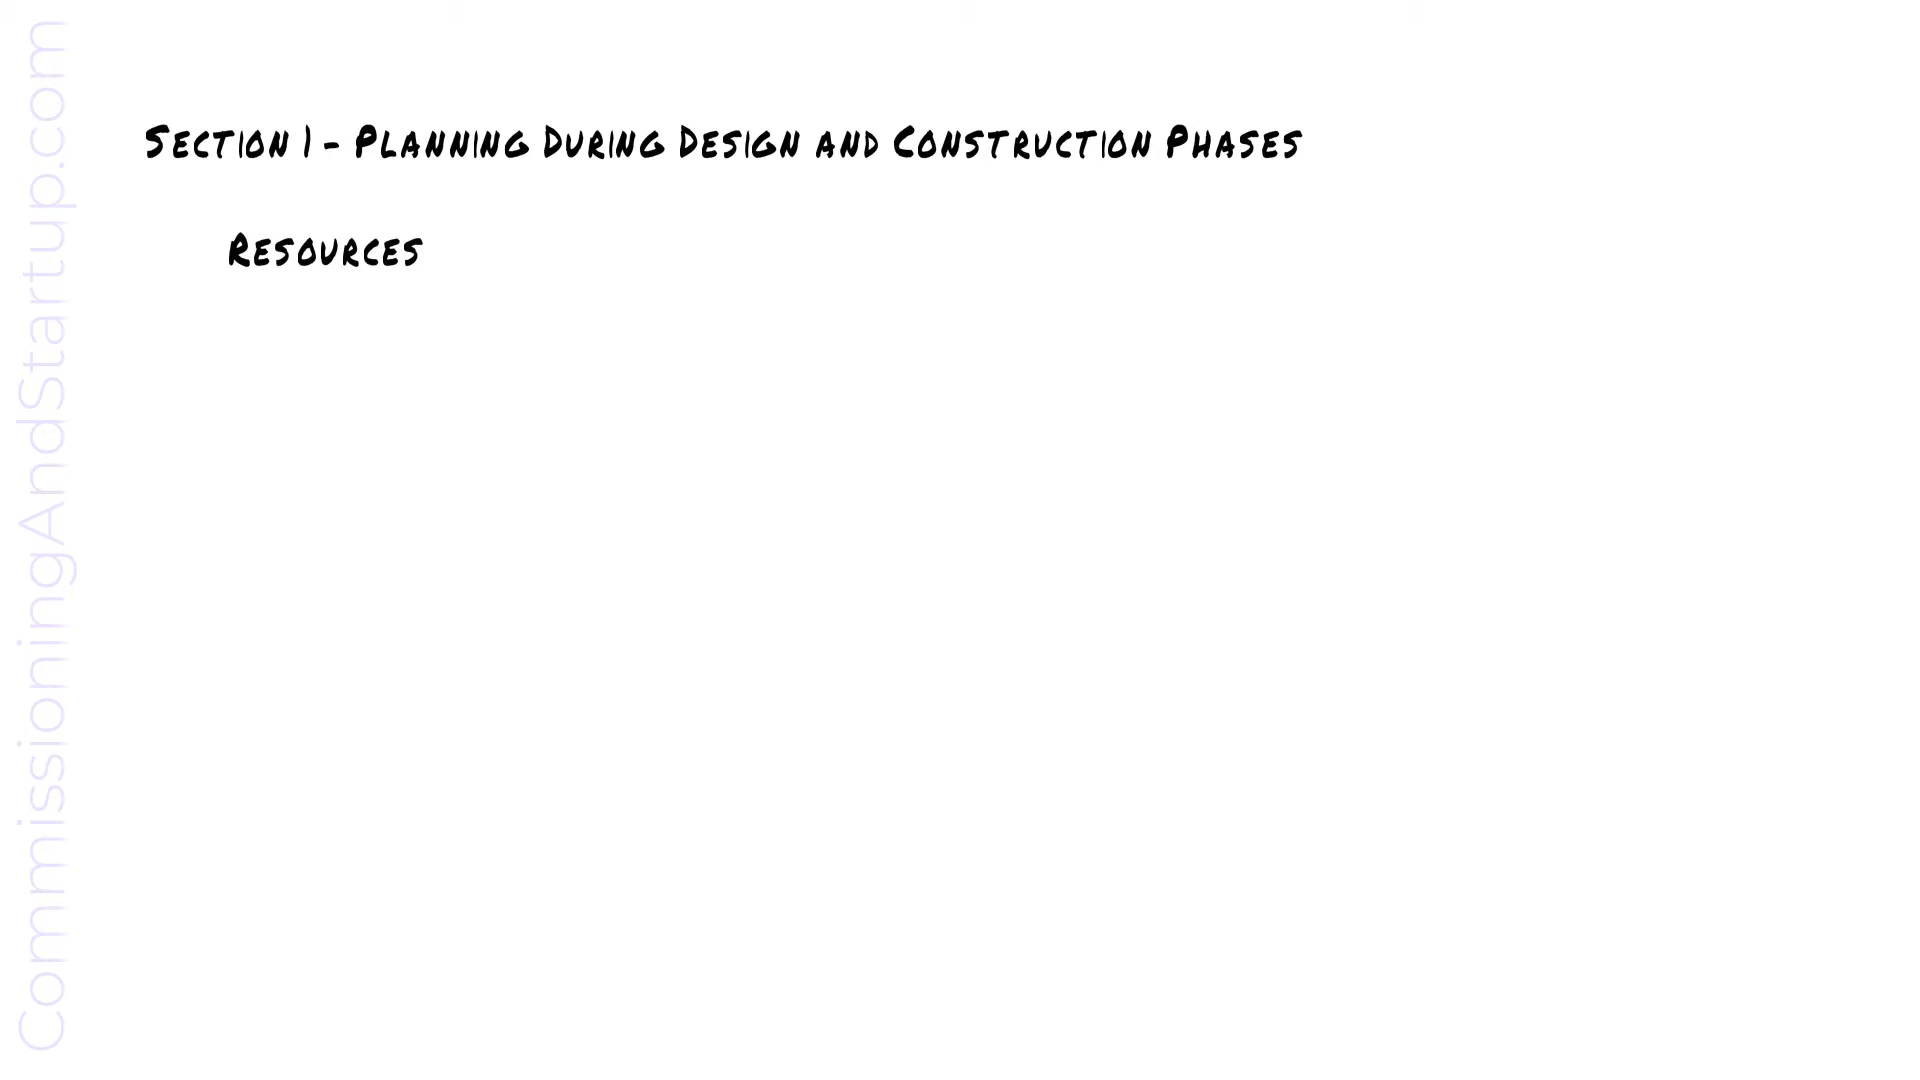 Section 1 - Planning During Design and Construction Phases
Resources
CommissioningAndStartup.com